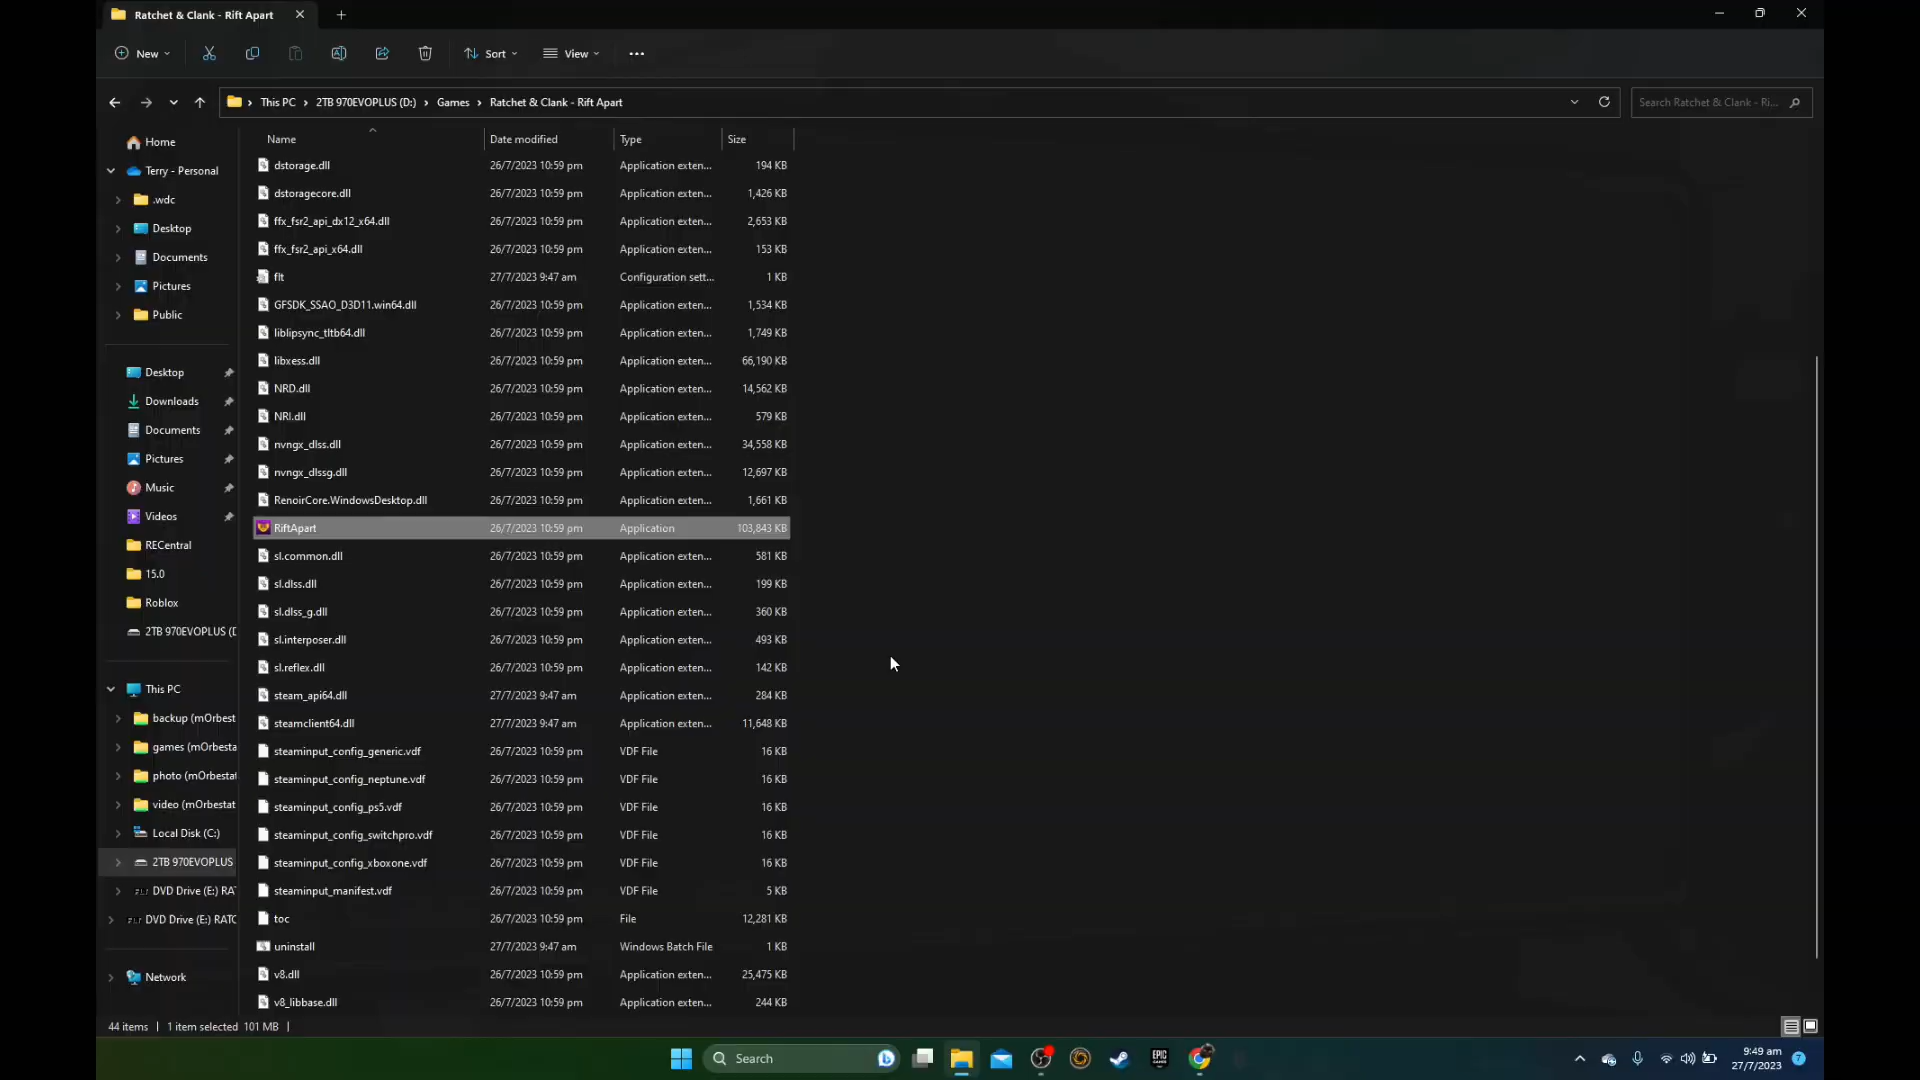 Ratchet & Clank - Rift Apart
New
Sort
View
This PC > 2TB 970EVOPLUS (D:) > Games > Ratchet & Clank - Rift Apart
Search Ratchet & Clank - Ri...
Home
Terry - Personal
.wdc
Desktop
Documents
Pictures
Public
Desktop
Downloads
Documents
Pictures
Music
Videos
RECentral
15.0
Roblox
2TB 970EVOPLUS (D
This PC
backup (mOrbest
games (mOrbesta
photo (mOrbestat
video (mOrbestat
Local Disk (C:)
2TB 970EVOPLUS
DVD Drive (E:) RAT
DVD Drive (E:) RATC
Network
Name Date modified Type Size
dstorage.dll 26/7/2023 10:59 pm Application exten... 194 KB
dstoragecore.dll 26/7/2023 10:59 pm Application exten... 1,426 KB
ffx_fsr2_api_dx12_x64.dll 26/7/2023 10:59 pm Application exten... 2,653 KB
ffx_fsr2_api_x64.dll 26/7/2023 10:59 pm Application exten... 153 KB
flt 27/7/2023 9:47 am Configuration sett... 1 KB
GFSDK_SSAO_D3D11.win64.dll 26/7/2023 10:59 pm Application exten... 1,534 KB
liblipsync_tltb64.dll 26/7/2023 10:59 pm Application exten... 1,749 KB
libxess.dll 26/7/2023 10:59 pm Application exten... 66,190 KB
NRD.dll 26/7/2023 10:59 pm Application exten... 14,562 KB
NRI.dll 26/7/2023 10:59 pm Application exten... 579 KB
nvngx_dlss.dll 26/7/2023 10:59 pm Application exten... 34,558 KB
nvngx_dlssg.dll 26/7/2023 10:59 pm Application exten... 12,697 KB
RenoirCore.WindowsDesktop.dll 26/7/2023 10:59 pm Application exten... 1,661 KB
RiftApart 26/7/2023 10:59 pm Application 103,843 KB
sl.common.dll 26/7/2023 10:59 pm Application exten... 581 KB
sl.dlss.dll 26/7/2023 10:59 pm Application exten... 199 KB
sl.dlss_g.dll 26/7/2023 10:59 pm Application exten... 360 KB
sl.interposer.dll 26/7/2023 10:59 pm Application exten... 493 KB
sl.reflex.dll 26/7/2023 10:59 pm Application exten... 142 KB
steam_api64.dll 27/7/2023 9:47 am Application exten... 284 KB
steamclient64.dll 27/7/2023 9:47 am Application exten... 11,648 KB
steaminput_config_generic.vdf 26/7/2023 10:59 pm VDF File 16 KB
steaminput_config_neptune.vdf 26/7/2023 10:59 pm VDF File 16 KB
steaminput_config_ps5.vdf 26/7/2023 10:59 pm VDF File 16 KB
steaminput_config_switchpro.vdf 26/7/2023 10:59 pm VDF File 16 KB
steaminput_config_xboxone.vdf 26/7/2023 10:59 pm VDF File 16 KB
steaminput_manifest.vdf 26/7/2023 10:59 pm VDF File 5 KB
toc 26/7/2023 10:59 pm File 12,281 KB
uninstall 27/7/2023 9:47 am Windows Batch File 1 KB
v8.dll 26/7/2023 10:59 pm Application exten... 25,475 KB
v8_libbase.dll 26/7/2023 10:59 pm Application exten... 244 KB
44 items 1 item selected 101 MB
Search
EPIC
9:49 am
27/7/2023
7